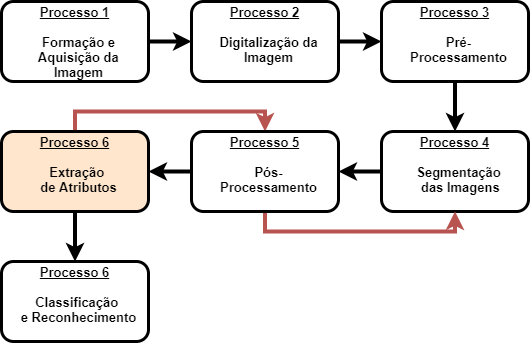 Processo 1
Formação e
Aquisição da
Imagem
Processo 2
Digitalização da
Imagem
Processo 3
Pré-
Processamento
Processo 6
Extração
de Atributos
Processo 5
Pós-
Processamento
Processo 4
Segmentação
das Imagens
Processo 6
Classificação
e Reconhecimento